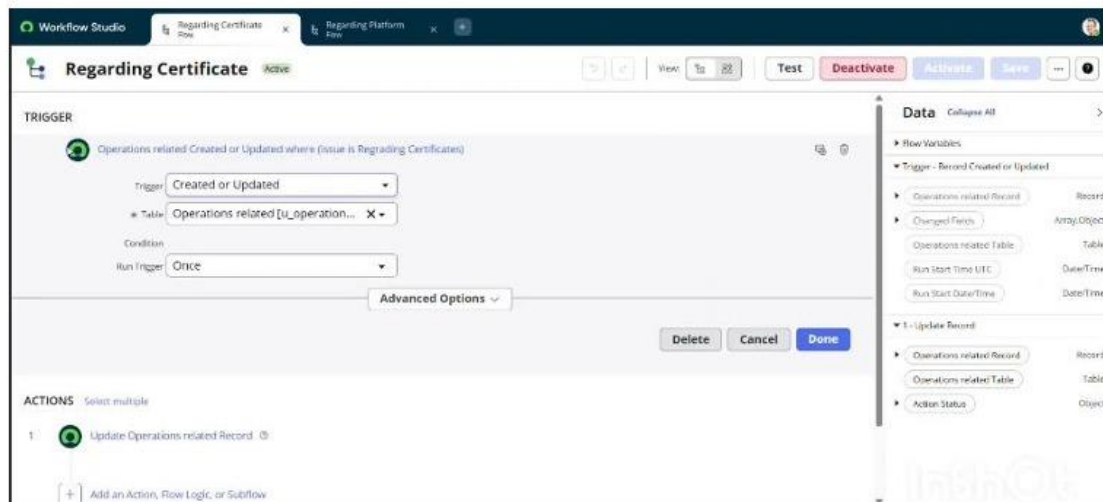 Workflow Studio
Regarding Certificate
Flow
Regarding Platform
Flow
Regarding Certificate Active
View:
Test
Deactivate
Activate
Save
TRIGGER
Operations related Created or Updated where (Issue is Regrading Certificates)
Trigger Created or Updated
* Table Operations related [u_operation...
Condition
Run Trigger Once
Advanced Options
Delete Cancel Done
ACTIONS Select multiple
1 Update Operations related Record
Add an Action, Flow Logic, or Subflow
Data Collapse All
Flow Variables
Trigger - Record Created or Updated
Operations related Record Record
Changed Fields Array.Object
Operations related Table Table
Run Start Time UTC Date/Time
Run Start Date/Time Date/Time
1 - Update Record
Operations related Record Record
Operations related Table Table
Action Status Object
InShOt